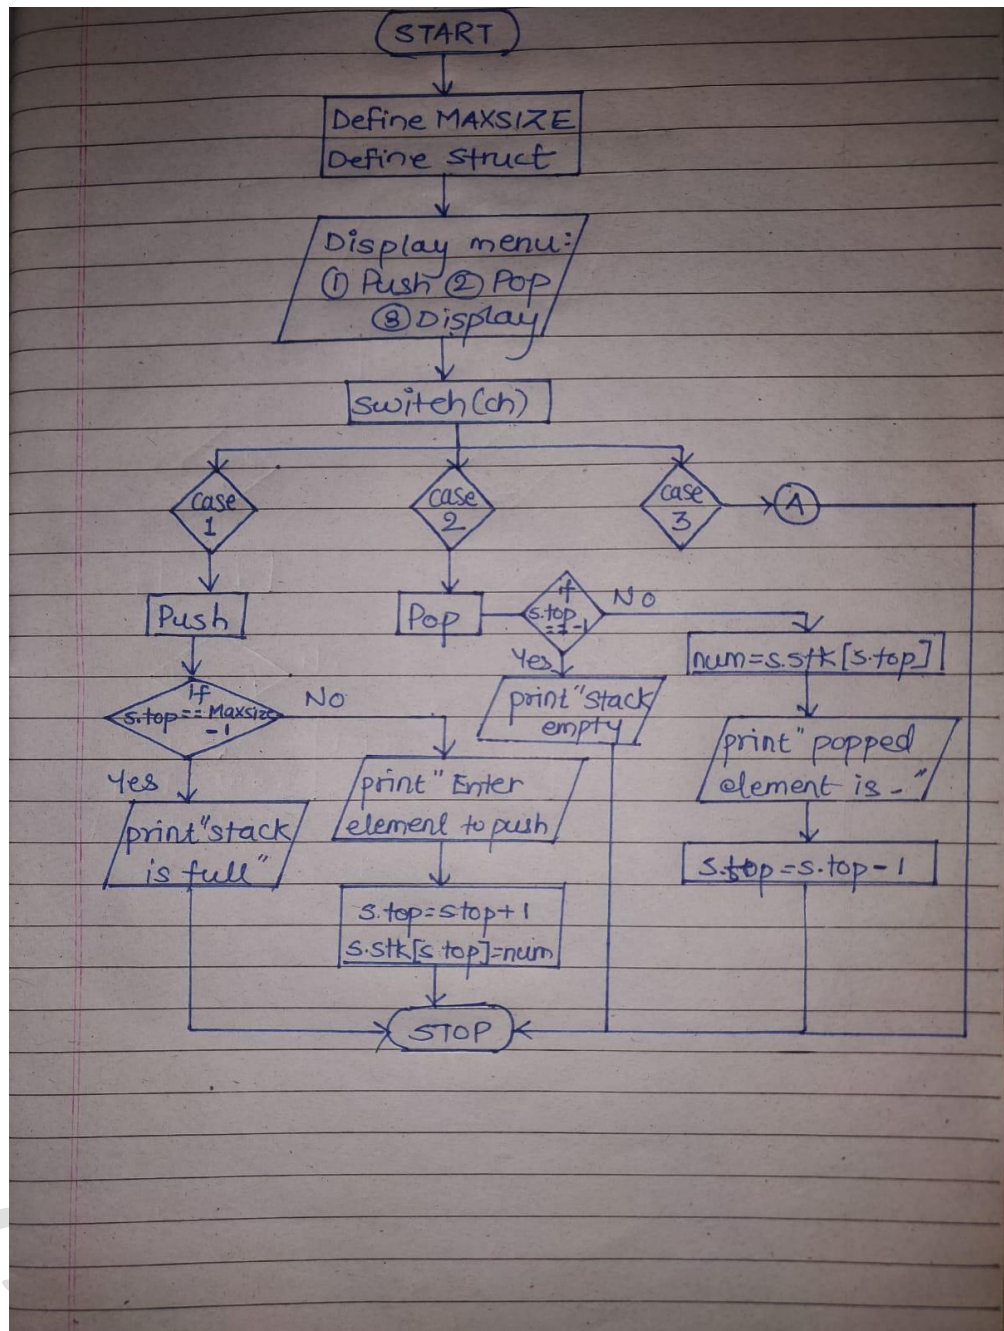 START
Define MAXSIZE
Define struct
Display menu:
① Push ② Pop
③ Display
switch(ch)
case
1
case
2
case
3
A
Push
Pop
if
s.top
== -1
No
Yes
num=s.stk[s.top]
print "stack
empty
print" popped
element is - "
s.top=s.top-1
if
s.top==Maxsize
-1
No
Yes
print"stack
is full"
print" Enter
element to push
s.top=stop+1
s.stk[s.top]=num
STOP